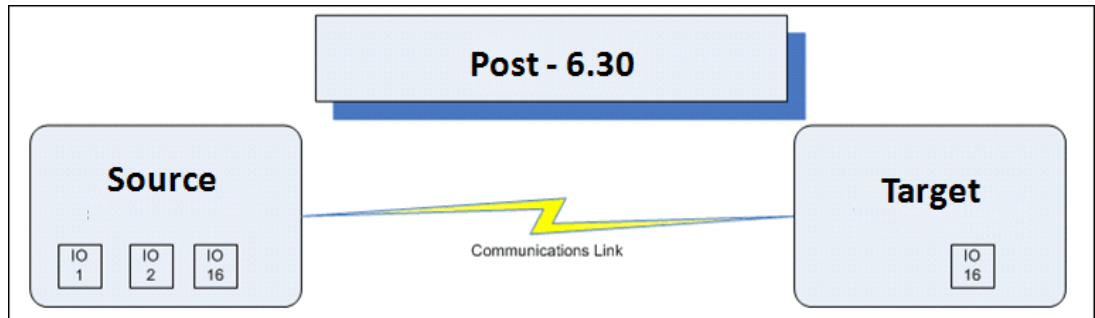 Post - 6.30
Source
Target
Communications Link
IO
1
IO
2
IO
16
IO
16